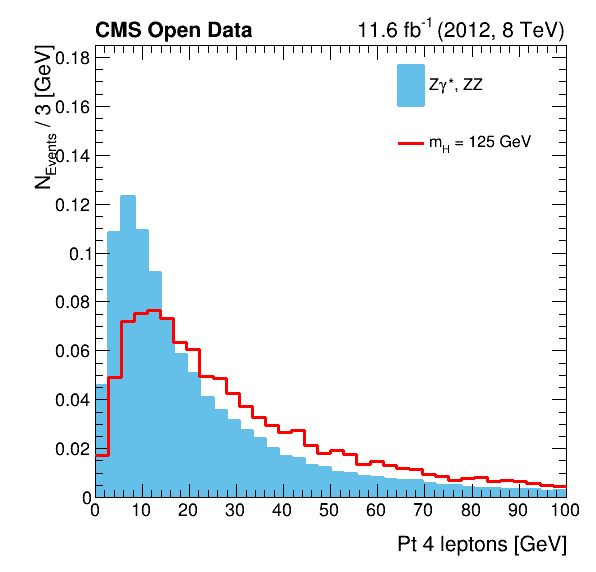 CMS Open Data 11.6 fb⁻¹ (2012, 8 TeV)
N_Events / 3 [GeV]
0.18
0.16
0.14
0.12
0.1
0.08
0.06
0.04
0.02
0
Zγ*, ZZ
m_H = 125 GeV
0 10 20 30 40 50 60 70 80 90 100
Pt 4 leptons [GeV]